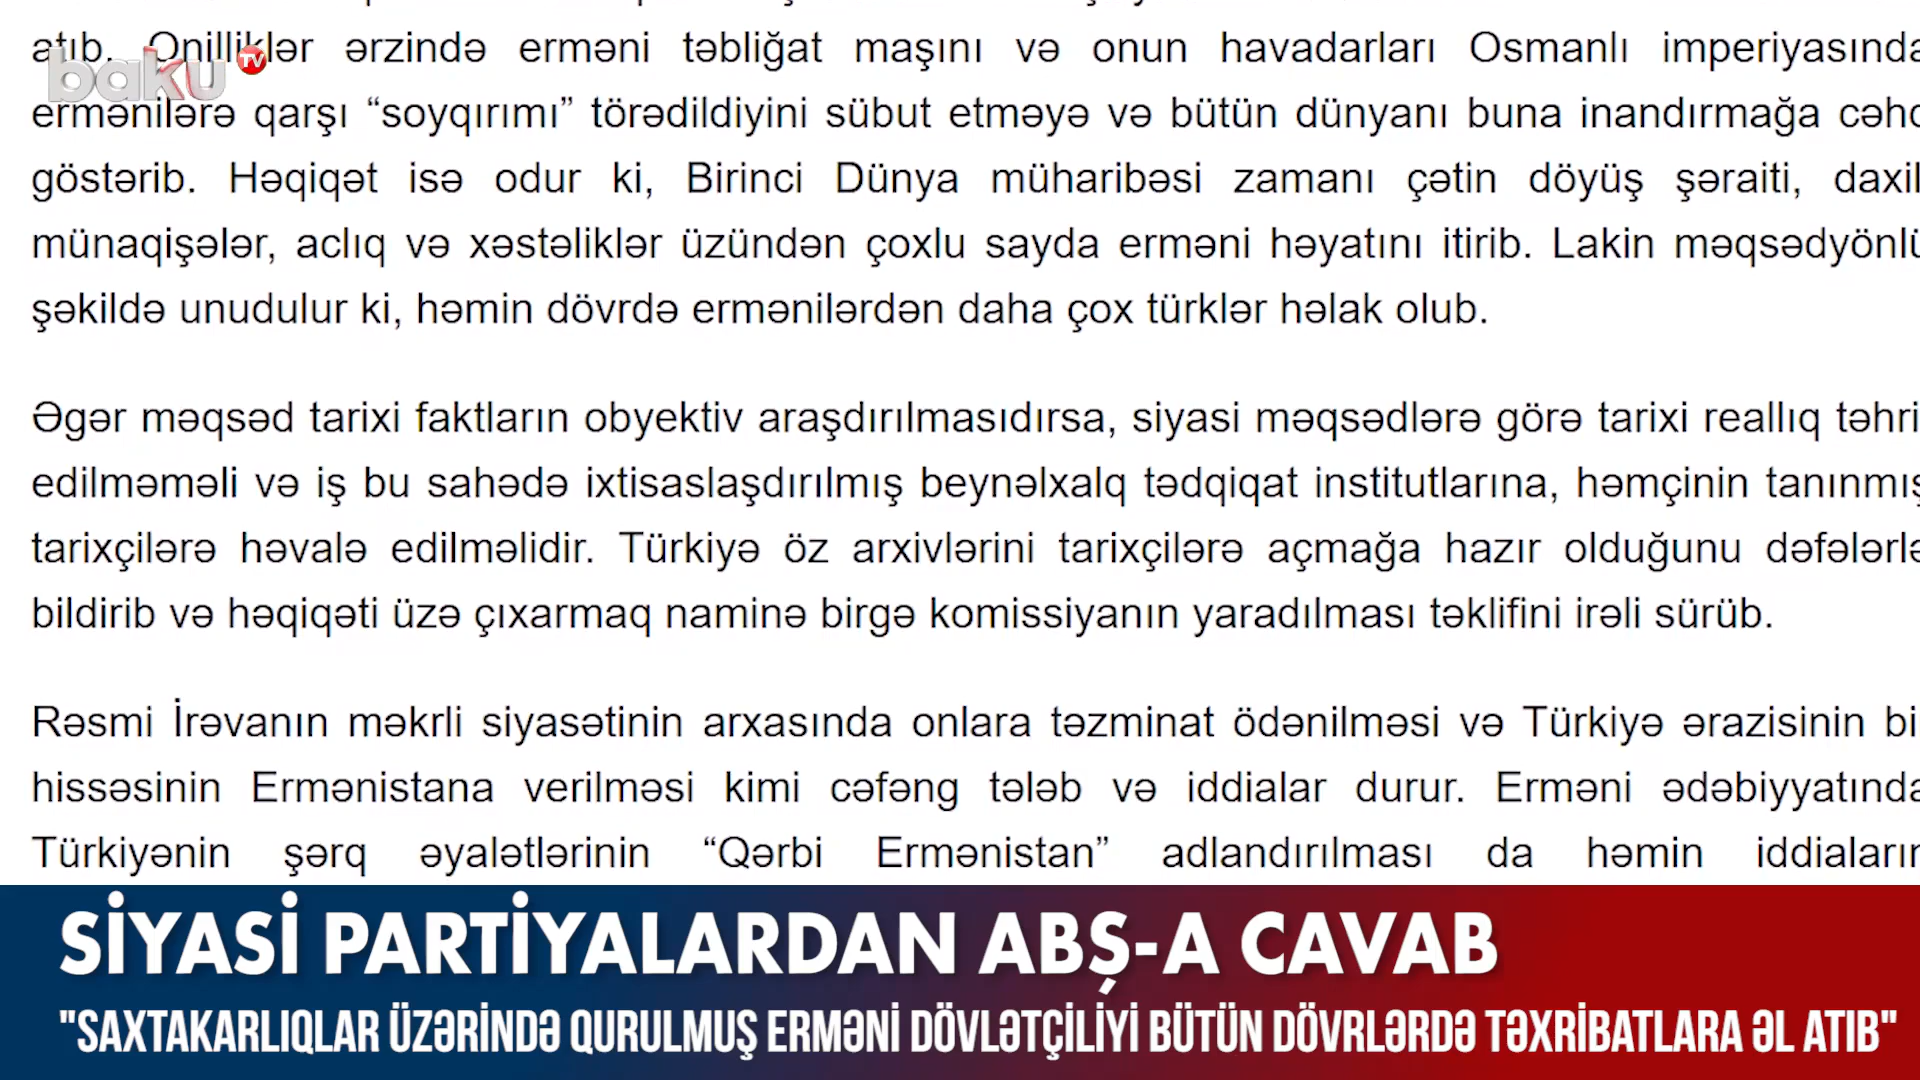 atıb. Onilliklər ərzində erməni təbliğat maşını və onun havadarları Osmanlı imperiyasında
baku TV
ermənilərə qarşı “soyqırımı” törədildiyini sübut etməyə və bütün dünyanı buna inandırmağa cəhd
göstərib. Həqiqət isə odur ki, Birinci Dünya müharibəsi zamanı çətin döyüş şəraiti, daxil
münaqişələr, aclıq və xəstəliklər üzündən çoxlu sayda erməni həyatını itirib. Lakin məqsədyönlü
şəkildə unudulur ki, həmin dövrdə ermənilərdən daha çox türklər həlak olub.
Əgər məqsəd tarixi faktların obyektiv araşdırılmasıdırsa, siyasi məqsədlərə görə tarixi reallıq təhri
edilməməli və iş bu sahədə ixtisaslaşdırılmış beynəlxalq tədqiqat institutlarına, həmçinin tanınmış
tarixçilərə həvalə edilməlidir. Türkiyə öz arxivlərini tarixçilərə açmağa hazır olduğunu dəfələrlə
bildirib və həqiqəti üzə çıxarmaq naminə birgə komissiyanın yaradılması təklifini irəli sürüb.
Rəsmi İrəvanın məkrli siyasətinin arxasında onlara təzminat ödənilməsi və Türkiyə ərazisinin bi
hissəsinin Ermənistana verilməsi kimi cəfəng tələb və iddialar durur. Erməni ədəbiyyatında
Türkiyənin şərq əyalətlərinin “Qərbi Ermənistan” adlandırılması da həmin iddiaların
SİYASİ PARTİYALARDAN ABŞ-A CAVAB
"SAXTAKARLIQLAR ÜZƏRİNDƏ QURULMUŞ ERMƏNİ DÖVLƏTÇİLİYİ BÜTÜN DÖVRLƏRDƏ TƏXRİBATLARA ƏL ATIB"